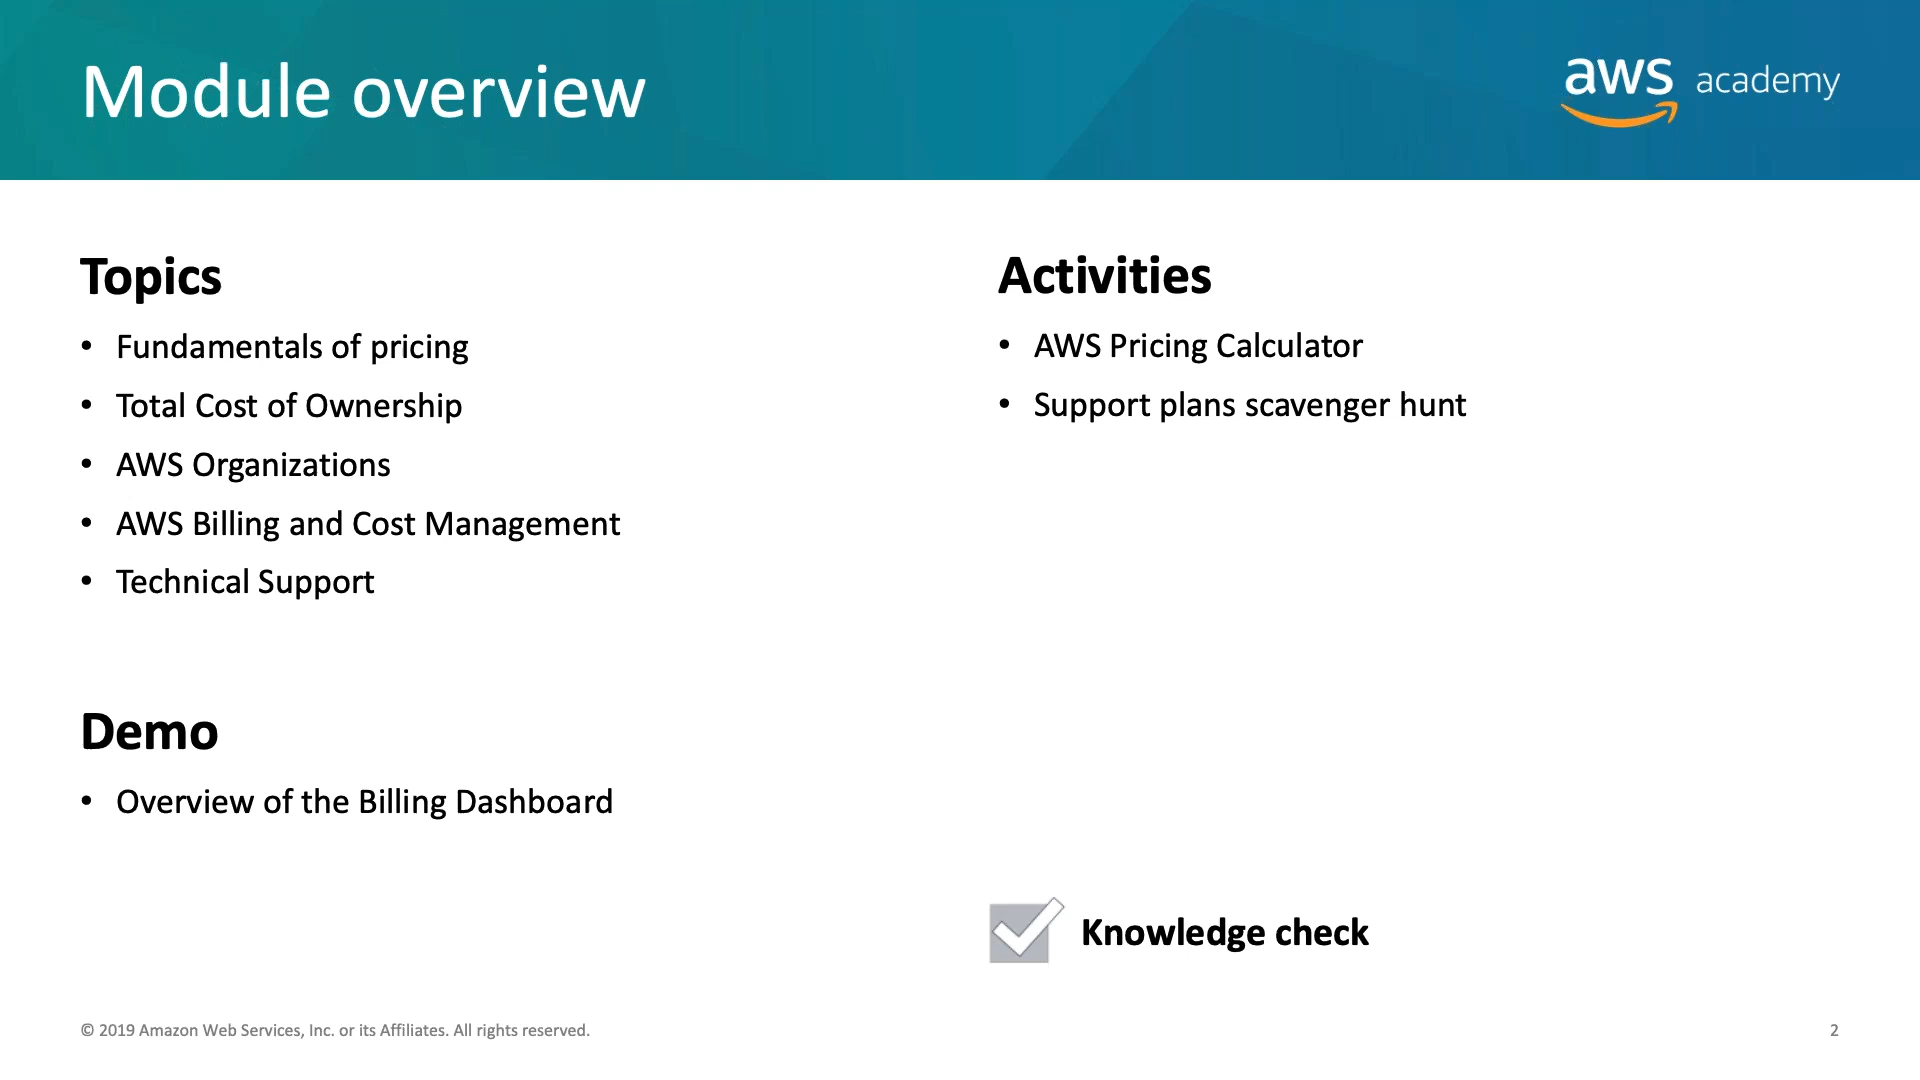 Module overview
aws academy
Topics
• Fundamentals of pricing
• Total Cost of Ownership
• AWS Organizations
• AWS Billing and Cost Management
• Technical Support
Demo
• Overview of the Billing Dashboard
Activities
• AWS Pricing Calculator
• Support plans scavenger hunt
Knowledge check
© 2019 Amazon Web Services, Inc. or its Affiliates. All rights reserved.
2